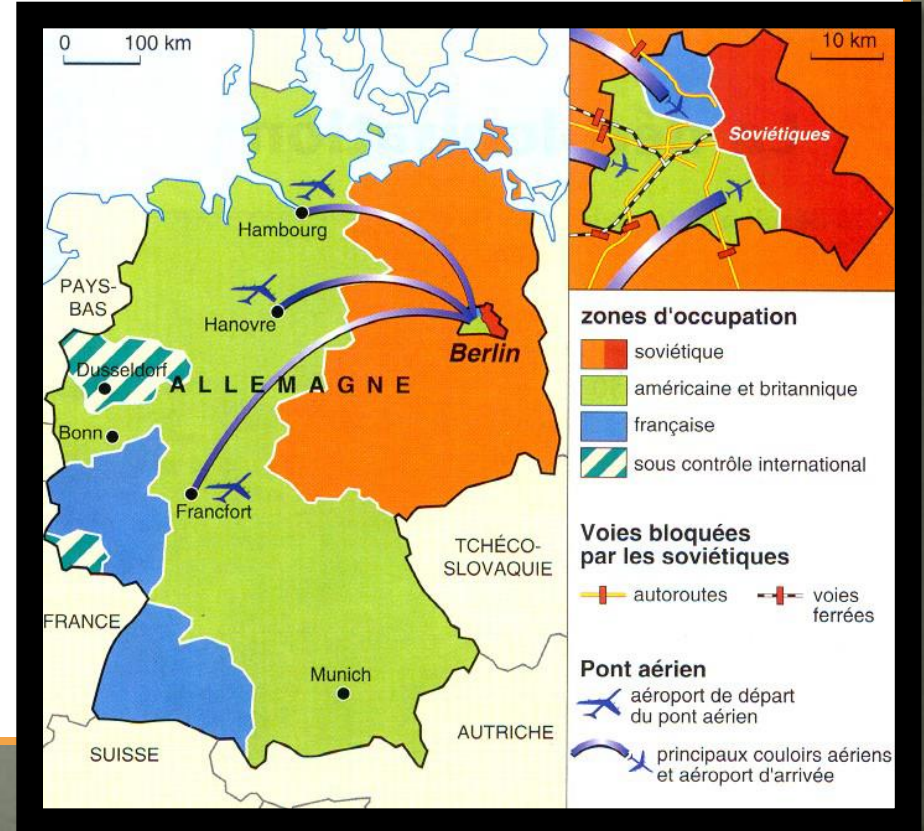 0 100 km
Hambourg
PAYS-
BAS
Hanovre
Berlin
Dusseldorf
ALLEMAGNE
Bonn
Francfort
TCHÉCO-
SLOVAQUIE
FRANCE
Munich
AUTRICHE
SUISSE
10 km
Soviétiques
zones d'occupation
soviétique
américaine et britannique
française
sous contrôle international
Voies bloquées
par les soviétiques
autoroutes
voies
ferrées
Pont aérien
aéroport de départ
du pont aérien
principaux couloirs aériens
et aéroport d'arrivée